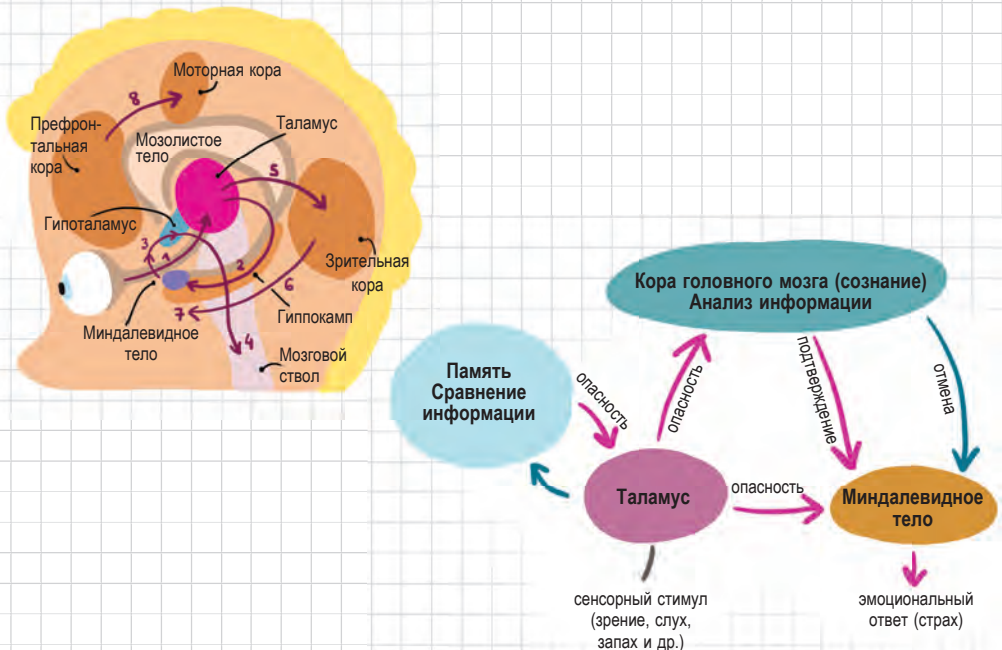 Моторная кора
8
Префрон-
тальная
кора
Мозолистое
тело
Таламус
5
Гипоталамус
3
1
2
6
7
4
Зрительная
кора
Гиппокамп
Миндалевидное
тело
Мозговой
ствол
Кора головного мозга (сознание)
Анализ информации
Память
Сравнение
информации
опасность
опасность
подтверждение
отмена
Таламус
опасность
Миндалевидное
тело
сенсорный стимул
(зрение, слух,
запах и др.)
эмоциональный
ответ (страх)